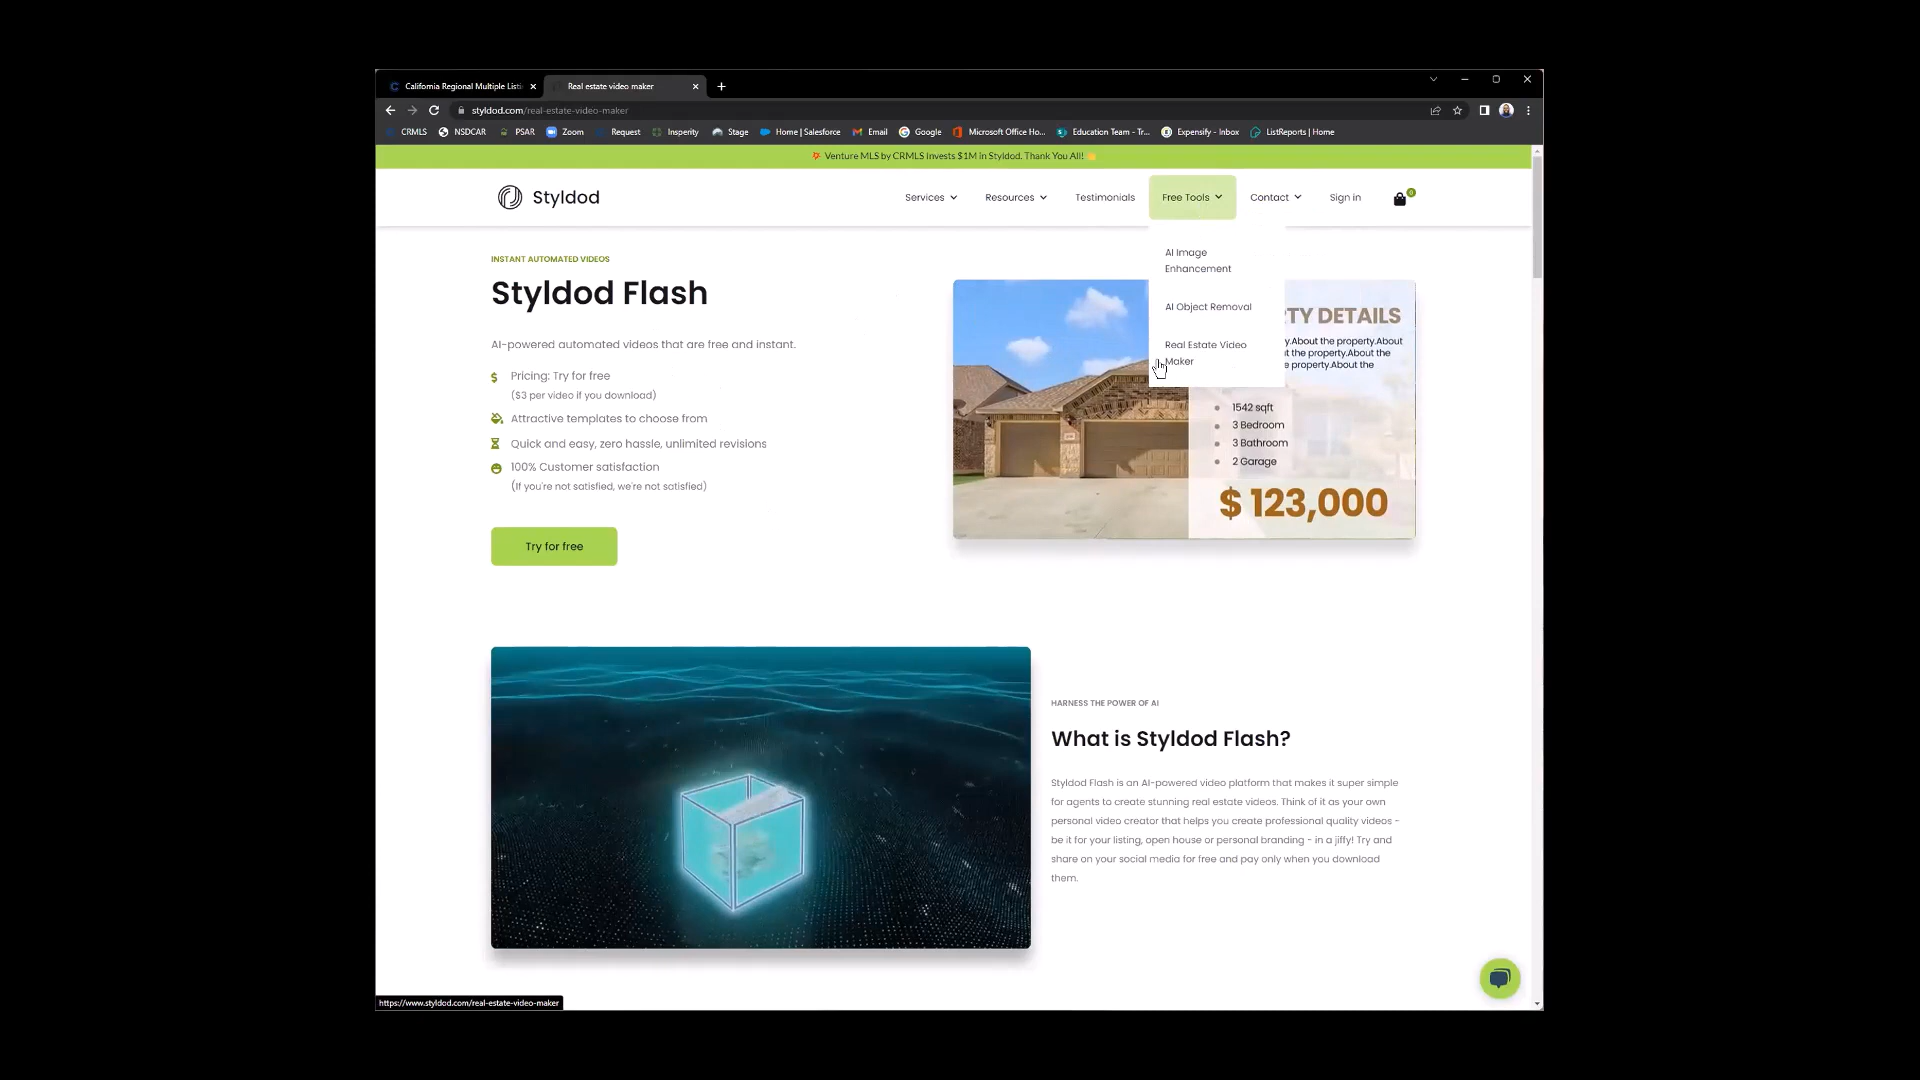 California Regional Multiple Listi
Real estate video maker
styldod.com/real-estate-video-maker
CRMLS
NSDCAR
PSAR
Zoom
Request
Insperity
Stage
Home | Salesforce
Email
Google
Microsoft Office Ho...
Education Team - Tr...
Expensify - Inbox
ListReports | Home
Venture MLS by CRMLS Invests $1M in Styldod. Thank You All!
Styldod
Services
Resources
Testimonials
Free Tools
Contact
Sign in
0
AI Image
Enhancement
AI Object Removal
Real Estate Video
Maker
INSTANT AUTOMATED VIDEOS
Styldod Flash
AI-powered automated videos that are free and instant.
Pricing: Try for free
($3 per video if you download)
Attractive templates to choose from
Quick and easy, zero hassle, unlimited revisions
100% Customer satisfaction
(If you're not satisfied, we're not satisfied)
Try for free
TY DETAILS
y.About the property.About
t the property.About the
e property.About the
1542 sqft
3 Bedroom
3 Bathroom
2 Garage
$ 123,000
HARNESS THE POWER OF AI
What is Styldod Flash?
Styldod Flash is an AI-powered video platform that makes it super simple
for agents to create stunning real estate videos. Think of it as your own
personal video creator that helps you create professional quality videos -
be it for your listing, open house or personal branding - in a jiffy! Try and
share on your social media for free and pay only when you download
them.
https://www.styldod.com/real-estate-video-maker